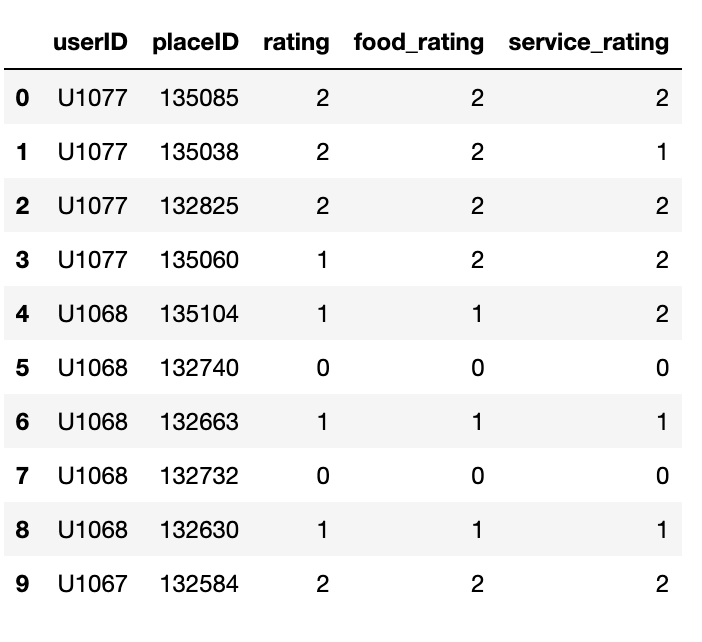 userID placeID rating food_rating service_rating
0 U1077 135085 2 2 2
1 U1077 135038 2 2 1
2 U1077 132825 2 2 2
3 U1077 135060 1 2 2
4 U1068 135104 1 1 2
5 U1068 132740 0 0 0
6 U1068 132663 1 1 1
7 U1068 132732 0 0 0
8 U1068 132630 1 1 1
9 U1067 132584 2 2 2